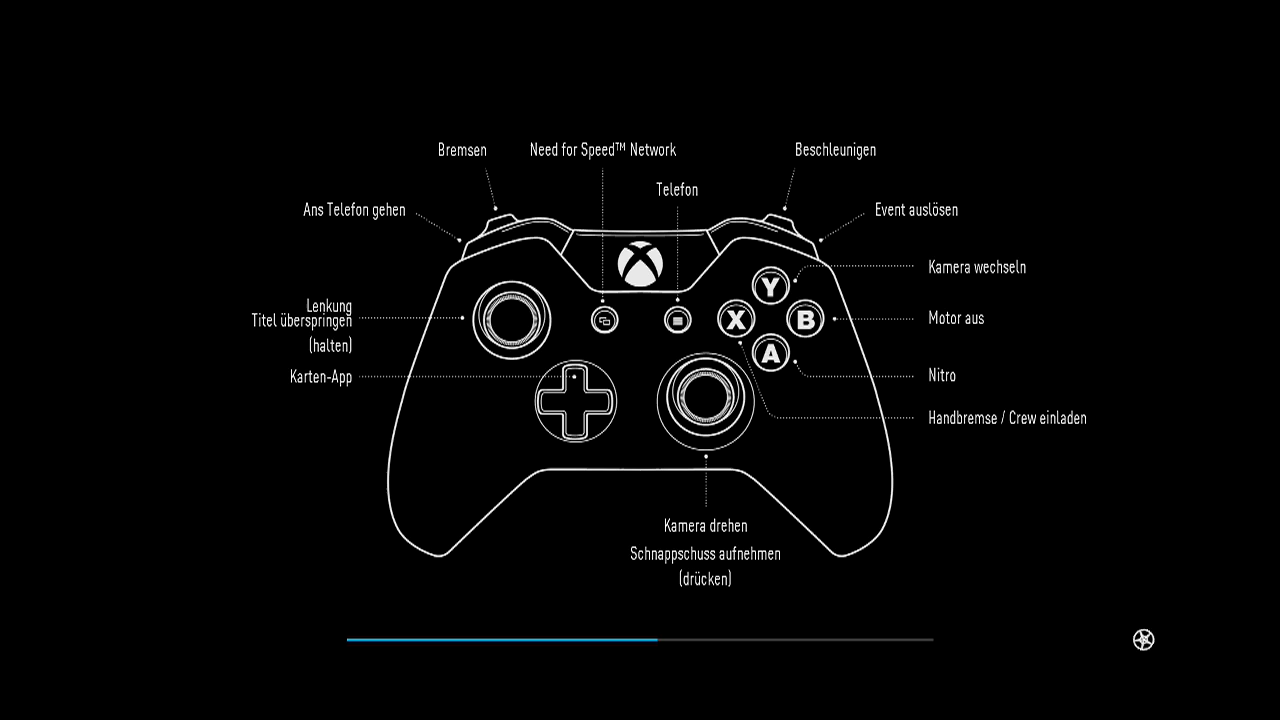 Bremsen
Need for Speed™ Network
Beschleunigen
Telefon
Ans Telefon gehen
Event auslösen
Kamera wechseln
Y
Lenkung
Titel überspringen
(halten)
X
B
Motor aus
A
Karten-App
Nitro
Handbremse / Crew einladen
Kamera drehen
Schnappschuss aufnehmen
(drücken)